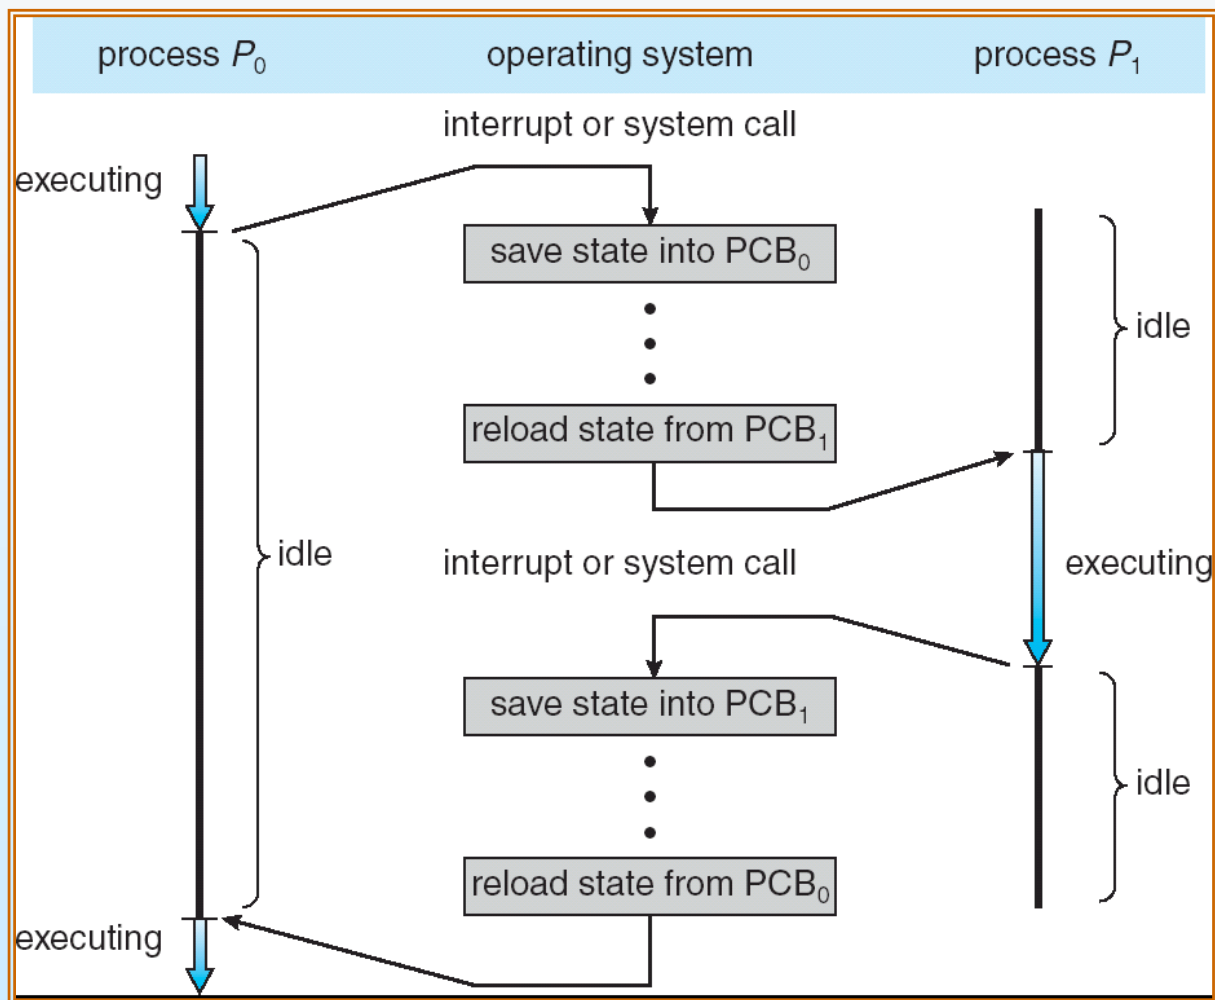 process P₀ operating system process P₁
interrupt or system call
executing
save state into PCB₀
idle
reload state from PCB₁
idle
interrupt or system call
executing
save state into PCB₁
idle
reload state from PCB₀
executing